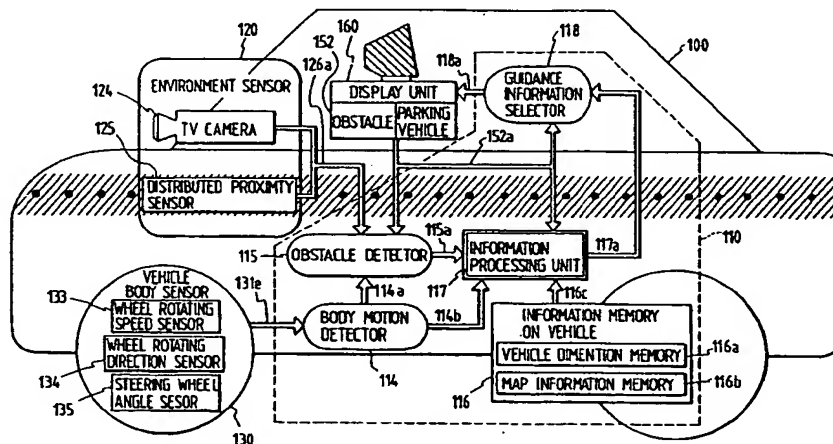 120
152
160
126a
118a
118
100
ENVIRONMENT SENSOR
124
TV CAMERA
DISPLAY UNIT
OBSTACLE
PARKING
VEHICLE
GUIDANCE
INFORMATION
SELECTOR
125
152a
DISTRIBUTED PROXIMTY
SENSOR
115
OBSTACLE DETECTOR
115a
INFORMATION
PROCESSING UNIT
117
117a
110
VEHICLE
BODY SENSOR
133
WHEEL ROTATING
SPEED SENSOR
131e
114a
BODY MOTION
DETECTOR
114b
114
116c
INFORMATION MEMORY
ON VEHICLE
VEHICLE DIMENTION MEMORY
116a
MAP INFORMATION MEMORY
116b
116
134
WHEEL ROTATING
DIRECTION SENSOR
135
STEERING WHEEL
ANGLE SESOR
130